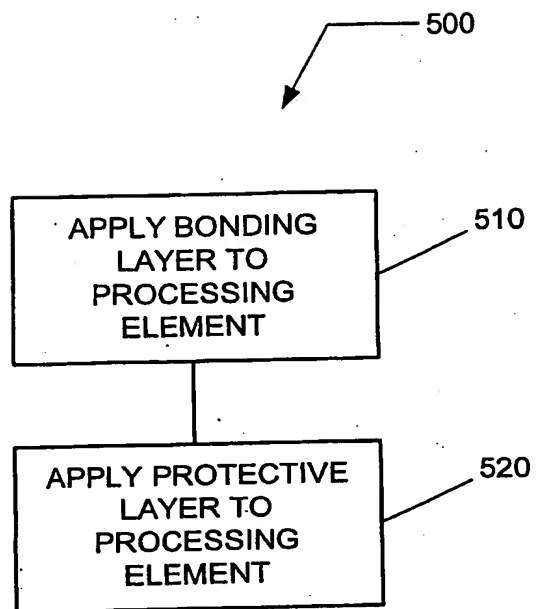 500
APPLY BONDING
LAYER TO
PROCESSING
ELEMENT
510
APPLY PROTECTIVE
LAYER TO
PROCESSING
ELEMENT
520